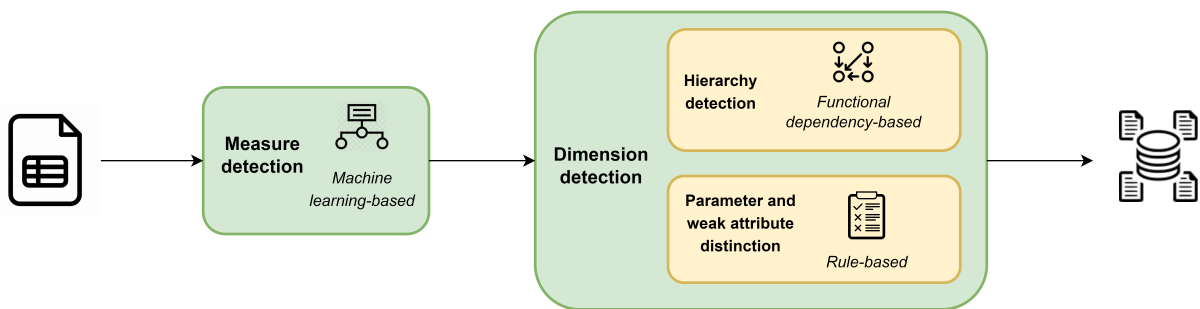 Measure
detection
Machine
learning-based
Dimension
detection
Hierarchy
detection
Functional
dependency-based
Parameter and
weak attribute
distinction
Rule-based